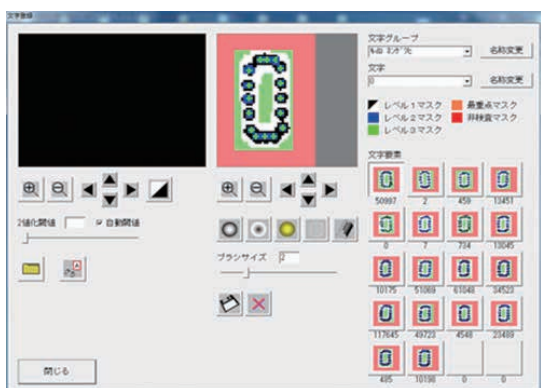 文字登録
文字グループ
名称変更
文字
0
名称変更
レベル1マスク
最重点マスク
レベル2マスク
非検査マスク
レベル3マスク
文字要素
50997 2 459 13451
0 7 734 13045
10175 51069 61048 34523
117645 49723 4548 23489
485 10198 0 0
2値化閾値
自動閾値
ブラシサイズ 2
閉じる